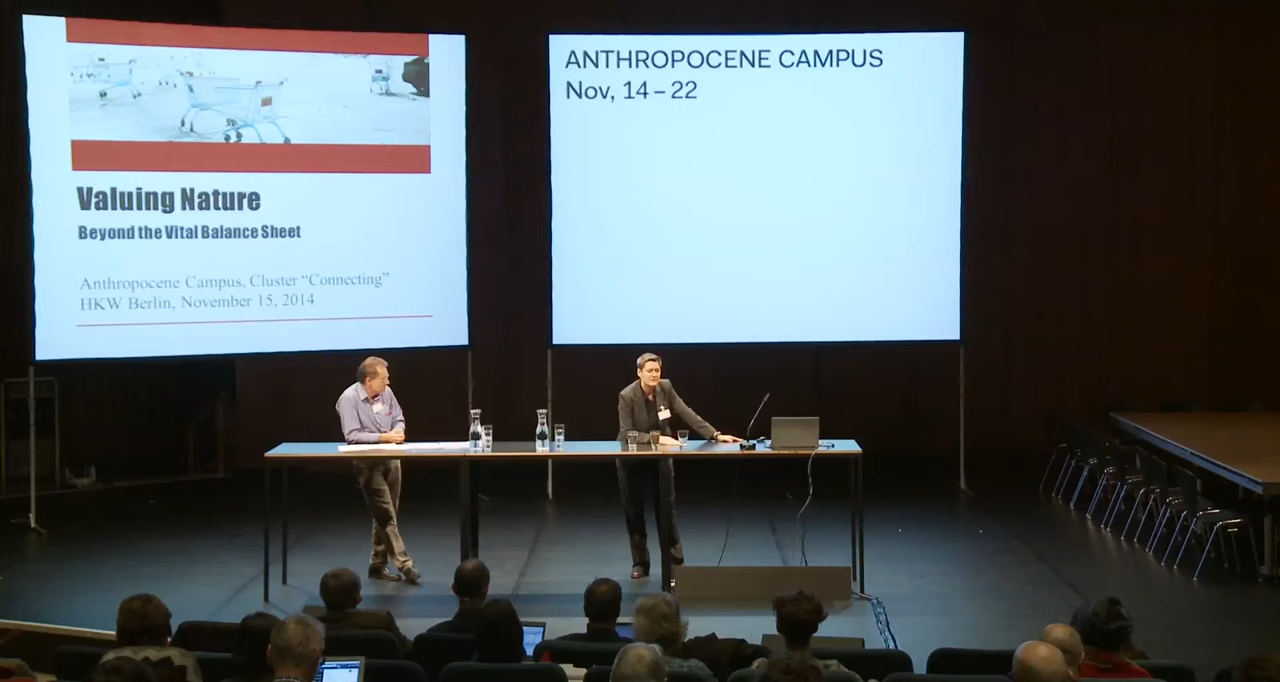 Valuing Nature
Beyond the Vital Balance Sheet
Anthropocene Campus, Cluster “Connecting”
HKW Berlin, November 15, 2014
ANTHROPOCENE CAMPUS
Nov, 14 – 22